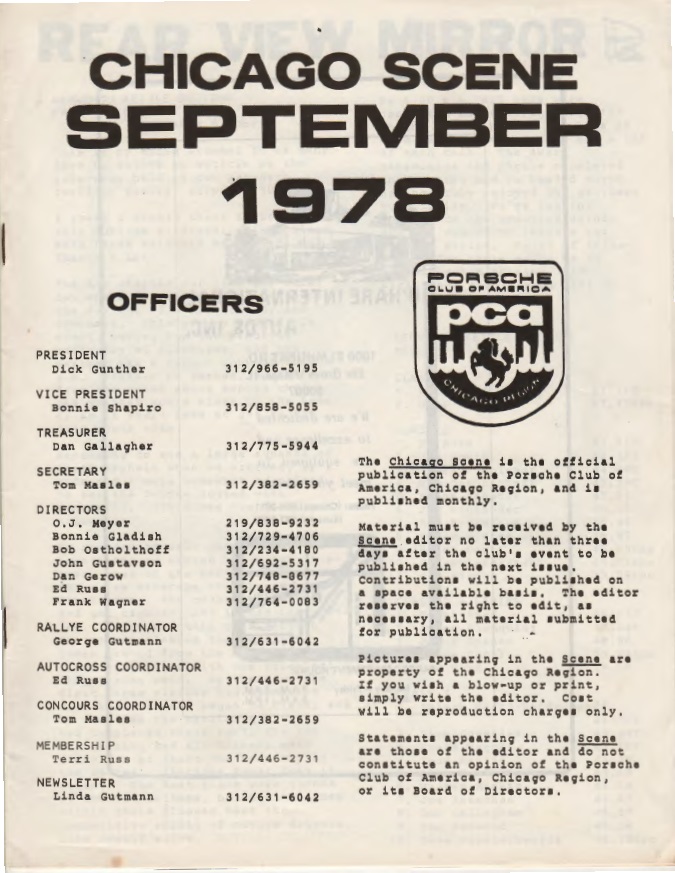 CHICAGO SCENE
SEPTEMBER
1978
OFFICERS
PRESIDENT
Dick Gunther 312/966-5195
VICE PRESIDENT
Bonnie Shapiro 312/858-5055
TREASURER
Dan Gallagher 312/775-5944
SECRETARY
Tom Masles 312/382-2659
DIRECTORS
O.J. Meyer 219/838-9232
Bonnie Gladish 312/729-4706
Bob Ostholthoff 312/234-4180
John Gustavson 312/692-5317
Dan Gerow 312/748-0677
Ed Russ 312/446-2731
Frank Wagner 312/764-0083
RALLYE COORDINATOR
George Gutmann 312/631-6042
AUTOCROSS COORDINATOR
Ed Russ 312/446-2731
CONCOURS COORDINATOR
Tom Masles 312/382-2659
MEMBERSHIP
Terri Russ 312/446-2731
NEWSLETTER
Linda Gutmann 312/631-6042
PORSCHE
CLUB OF AMERICA
pca
CHICAGO REGION
The Chicago Scene is the official
publication of the Porsche Club of
America, Chicago Region, and is
published monthly.
Material must be received by the
Scene editor no later than three
days after the club's event to be
published in the next issue.
Contributions will be published on
a space available basis. The editor
reserves the right to edit, as
necessary, all material submitted
for publication.
Pictures appearing in the Scene are
property of the Chicago Region.
If you wish a blow-up or print,
simply write the editor. Cost
will be reproduction charges only.
Statements appearing in the Scene
are those of the editor and do not
constitute an opinion of the Porsche
Club of America, Chicago Region,
or its Board of Directors.